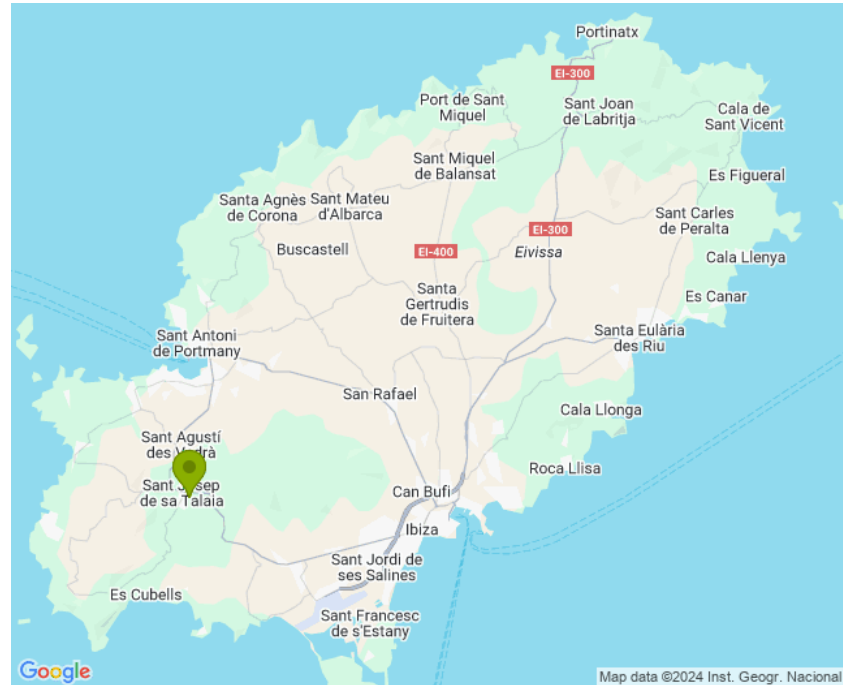 Portinatx
EI-300
Port de Sant
Miquel
Sant Joan
de Labritja
Cala de
Sant Vicent
Sant Miquel
de Balansat
Es Figueral
Santa Agnès
de Corona
Sant Mateu
d'Albarca
Sant Carles
de Peralta
EI-300
Buscastell
EI-400
Eivissa
Cala Llenya
Santa
Gertrudis
de Fruitera
Es Canar
Sant Antoni
de Portmany
Santa Eulària
des Riu
San Rafael
Cala Llonga
Sant Agustí
des Vedrà
Roca Llisa
Sant Josep
de sa Talaia
Can Bufi
Ibiza
Sant Jordi de
ses Salines
Es Cubells
Sant Francesc
de s'Estany
Google
Map data ©2024 Inst. Geogr. Nacional